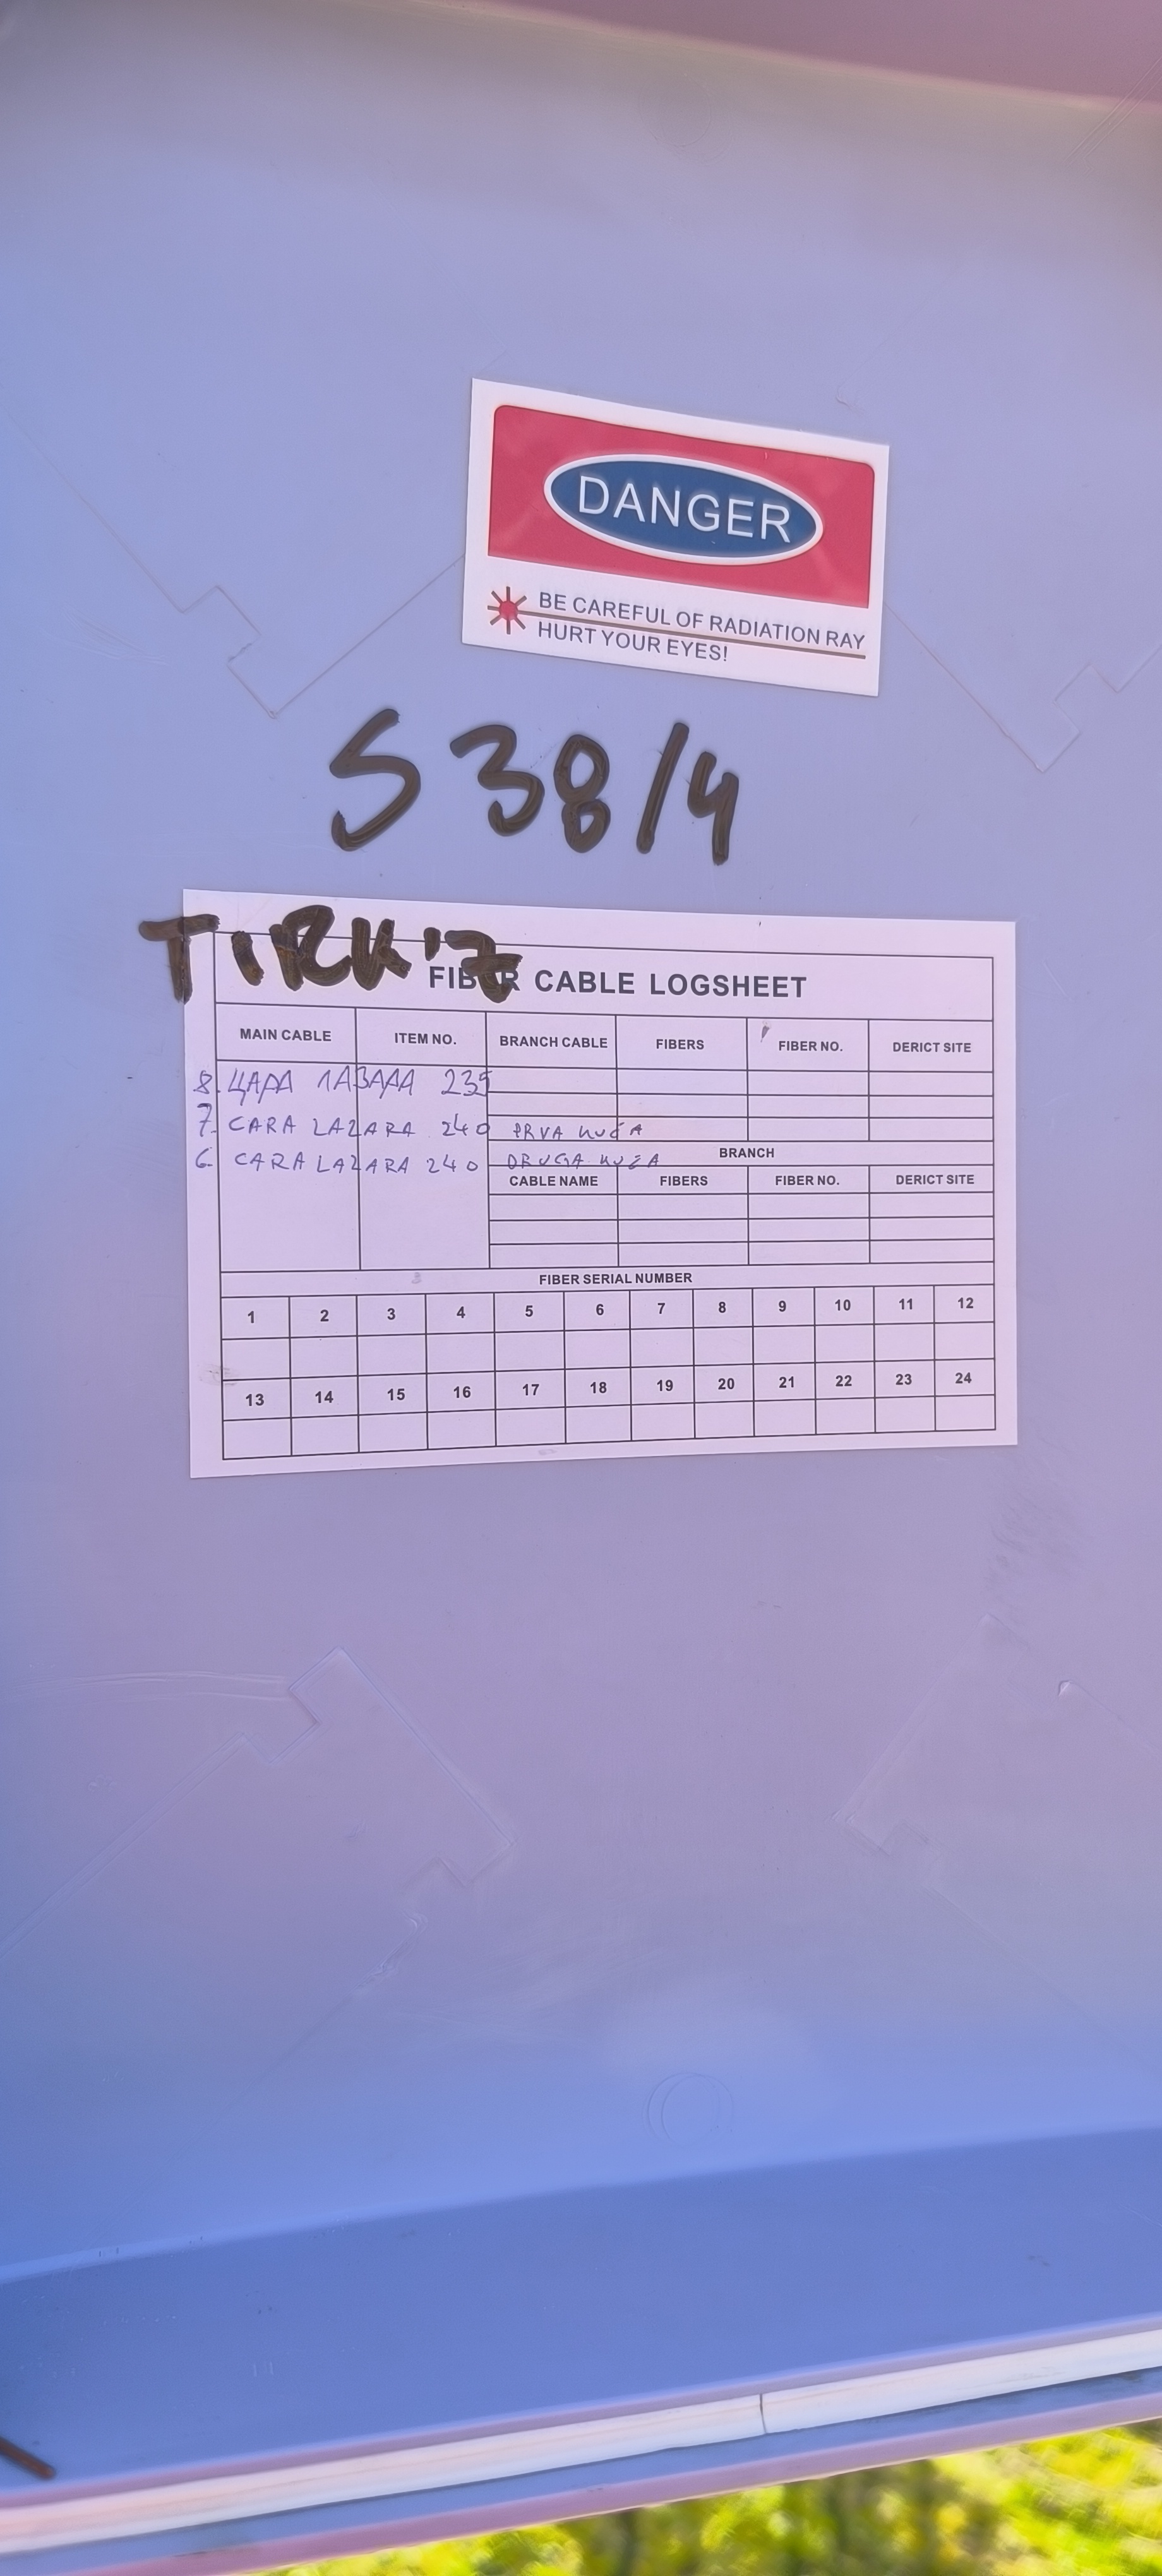 DANGER
BE CAREFUL OF RADIATION RAY
HURT YOUR EYES!
S 38/4
TIRKIZ
FIBER CABLE LOGSHEET
MAIN CABLE ITEM NO. BRANCH CABLE FIBERS FIBER NO. DERICT SITE
8. ЦАРА ЛАЗАРА 235
7. CARA LAZARA 240 PRVA KUĆA
6. CARA LAZARA 240 DRUGA KUĆA
BRANCH
CABLE NAME FIBERS FIBER NO. DERICT SITE
FIBER SERIAL NUMBER
1 2 3 4 5 6 7 8 9 10 11 12
13 14 15 16 17 18 19 20 21 22 23 24